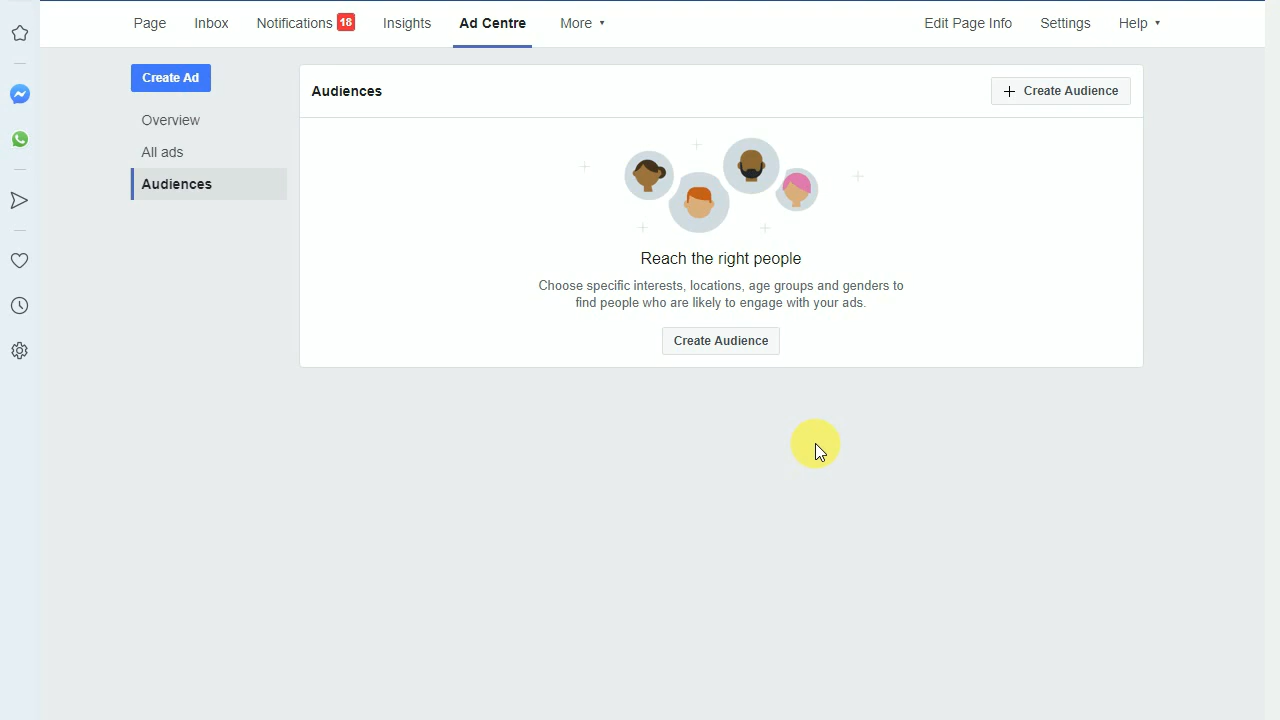 Page Inbox Notifications 18 Insights Ad Centre More Edit Page Info Settings Help
Create Ad
Overview
All ads
Audiences
Audiences
+ Create Audience
Reach the right people
Choose specific interests, locations, age groups and genders to
find people who are likely to engage with your ads.
Create Audience